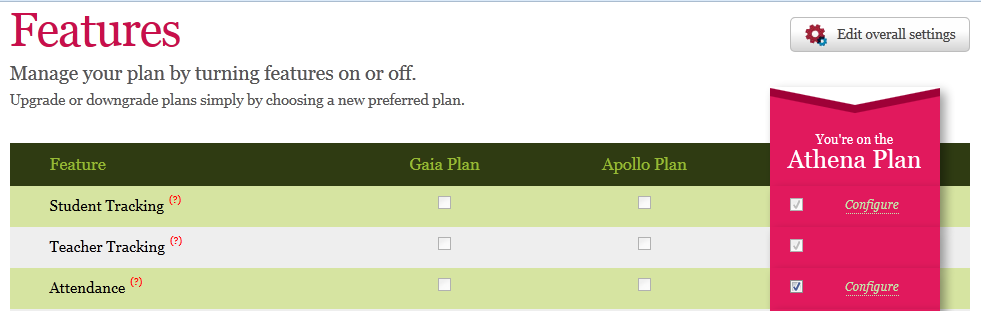 Features
Edit overall settings
Manage your plan by turning features on or off.
Upgrade or downgrade plans simply by choosing a new preferred plan.
You're on the
Feature Gaia Plan Apollo Plan Athena Plan
Student Tracking (?) Configure
Teacher Tracking (?)
Attendance (?) Configure